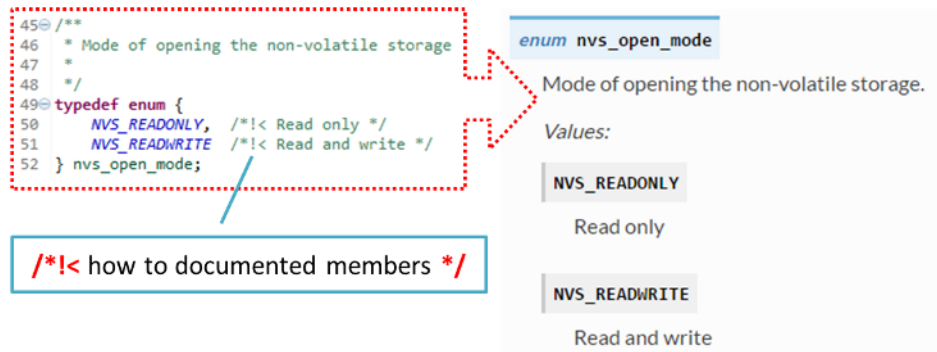 45 /**
46 * Mode of opening the non-volatile storage
47 *
48 */
49 typedef enum {
50 NVS_READONLY, /*!< Read only */
51 NVS_READWRITE /*!< Read and write */
52 } nvs_open_mode;
/*!< how to documented members */
enum nvs_open_mode
Mode of opening the non-volatile storage.
Values:
NVS_READONLY
Read only
NVS_READWRITE
Read and write